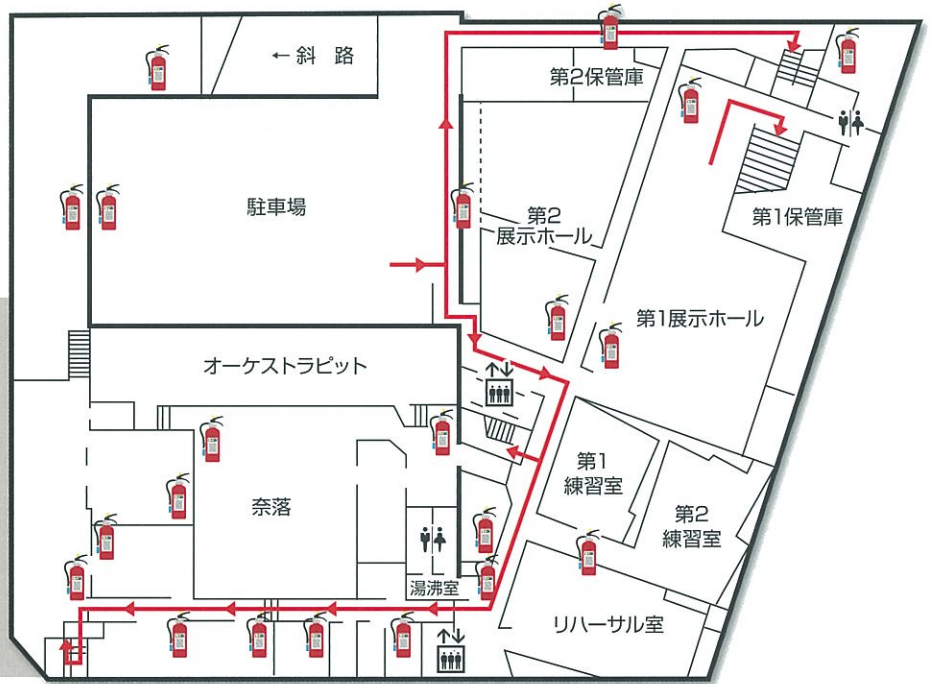 ←斜 路
第2保管庫
駐車場
第2
展示ホール
第1保管庫
第1展示ホール
オーケストラピット
第1
練習室
奈落
第2
練習室
湯沸室
リハーサル室